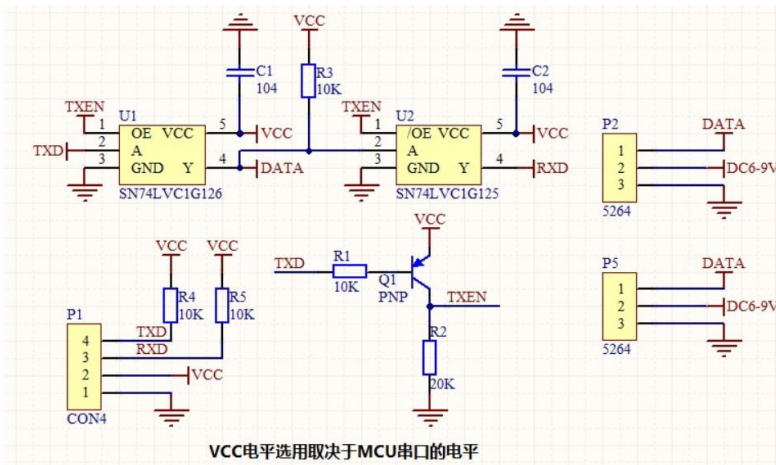 VCC
C1
104
R3
10K
C2
104
TXEN
U1
1
OE VCC
5
VCC
TXD
2
A
3
GND Y
4
DATA
SN74LVC1G126
TXEN
U2
1
/OE VCC
5
VCC
2
A
3
GND Y
4
RXD
SN74LVC1G125
P2
DATA
1
2
DC6-9V
3
5264
VCC
VCC
R4
10K
R5
10K
P1
4
TXD
3
RXD
2
VCC
1
CON4
VCC
TXD
R1
10K
Q1
PNP
TXEN
R2
20K
P5
DATA
1
2
DC6-9V
3
5264
VCC电平选用取决于MCU串口的电平